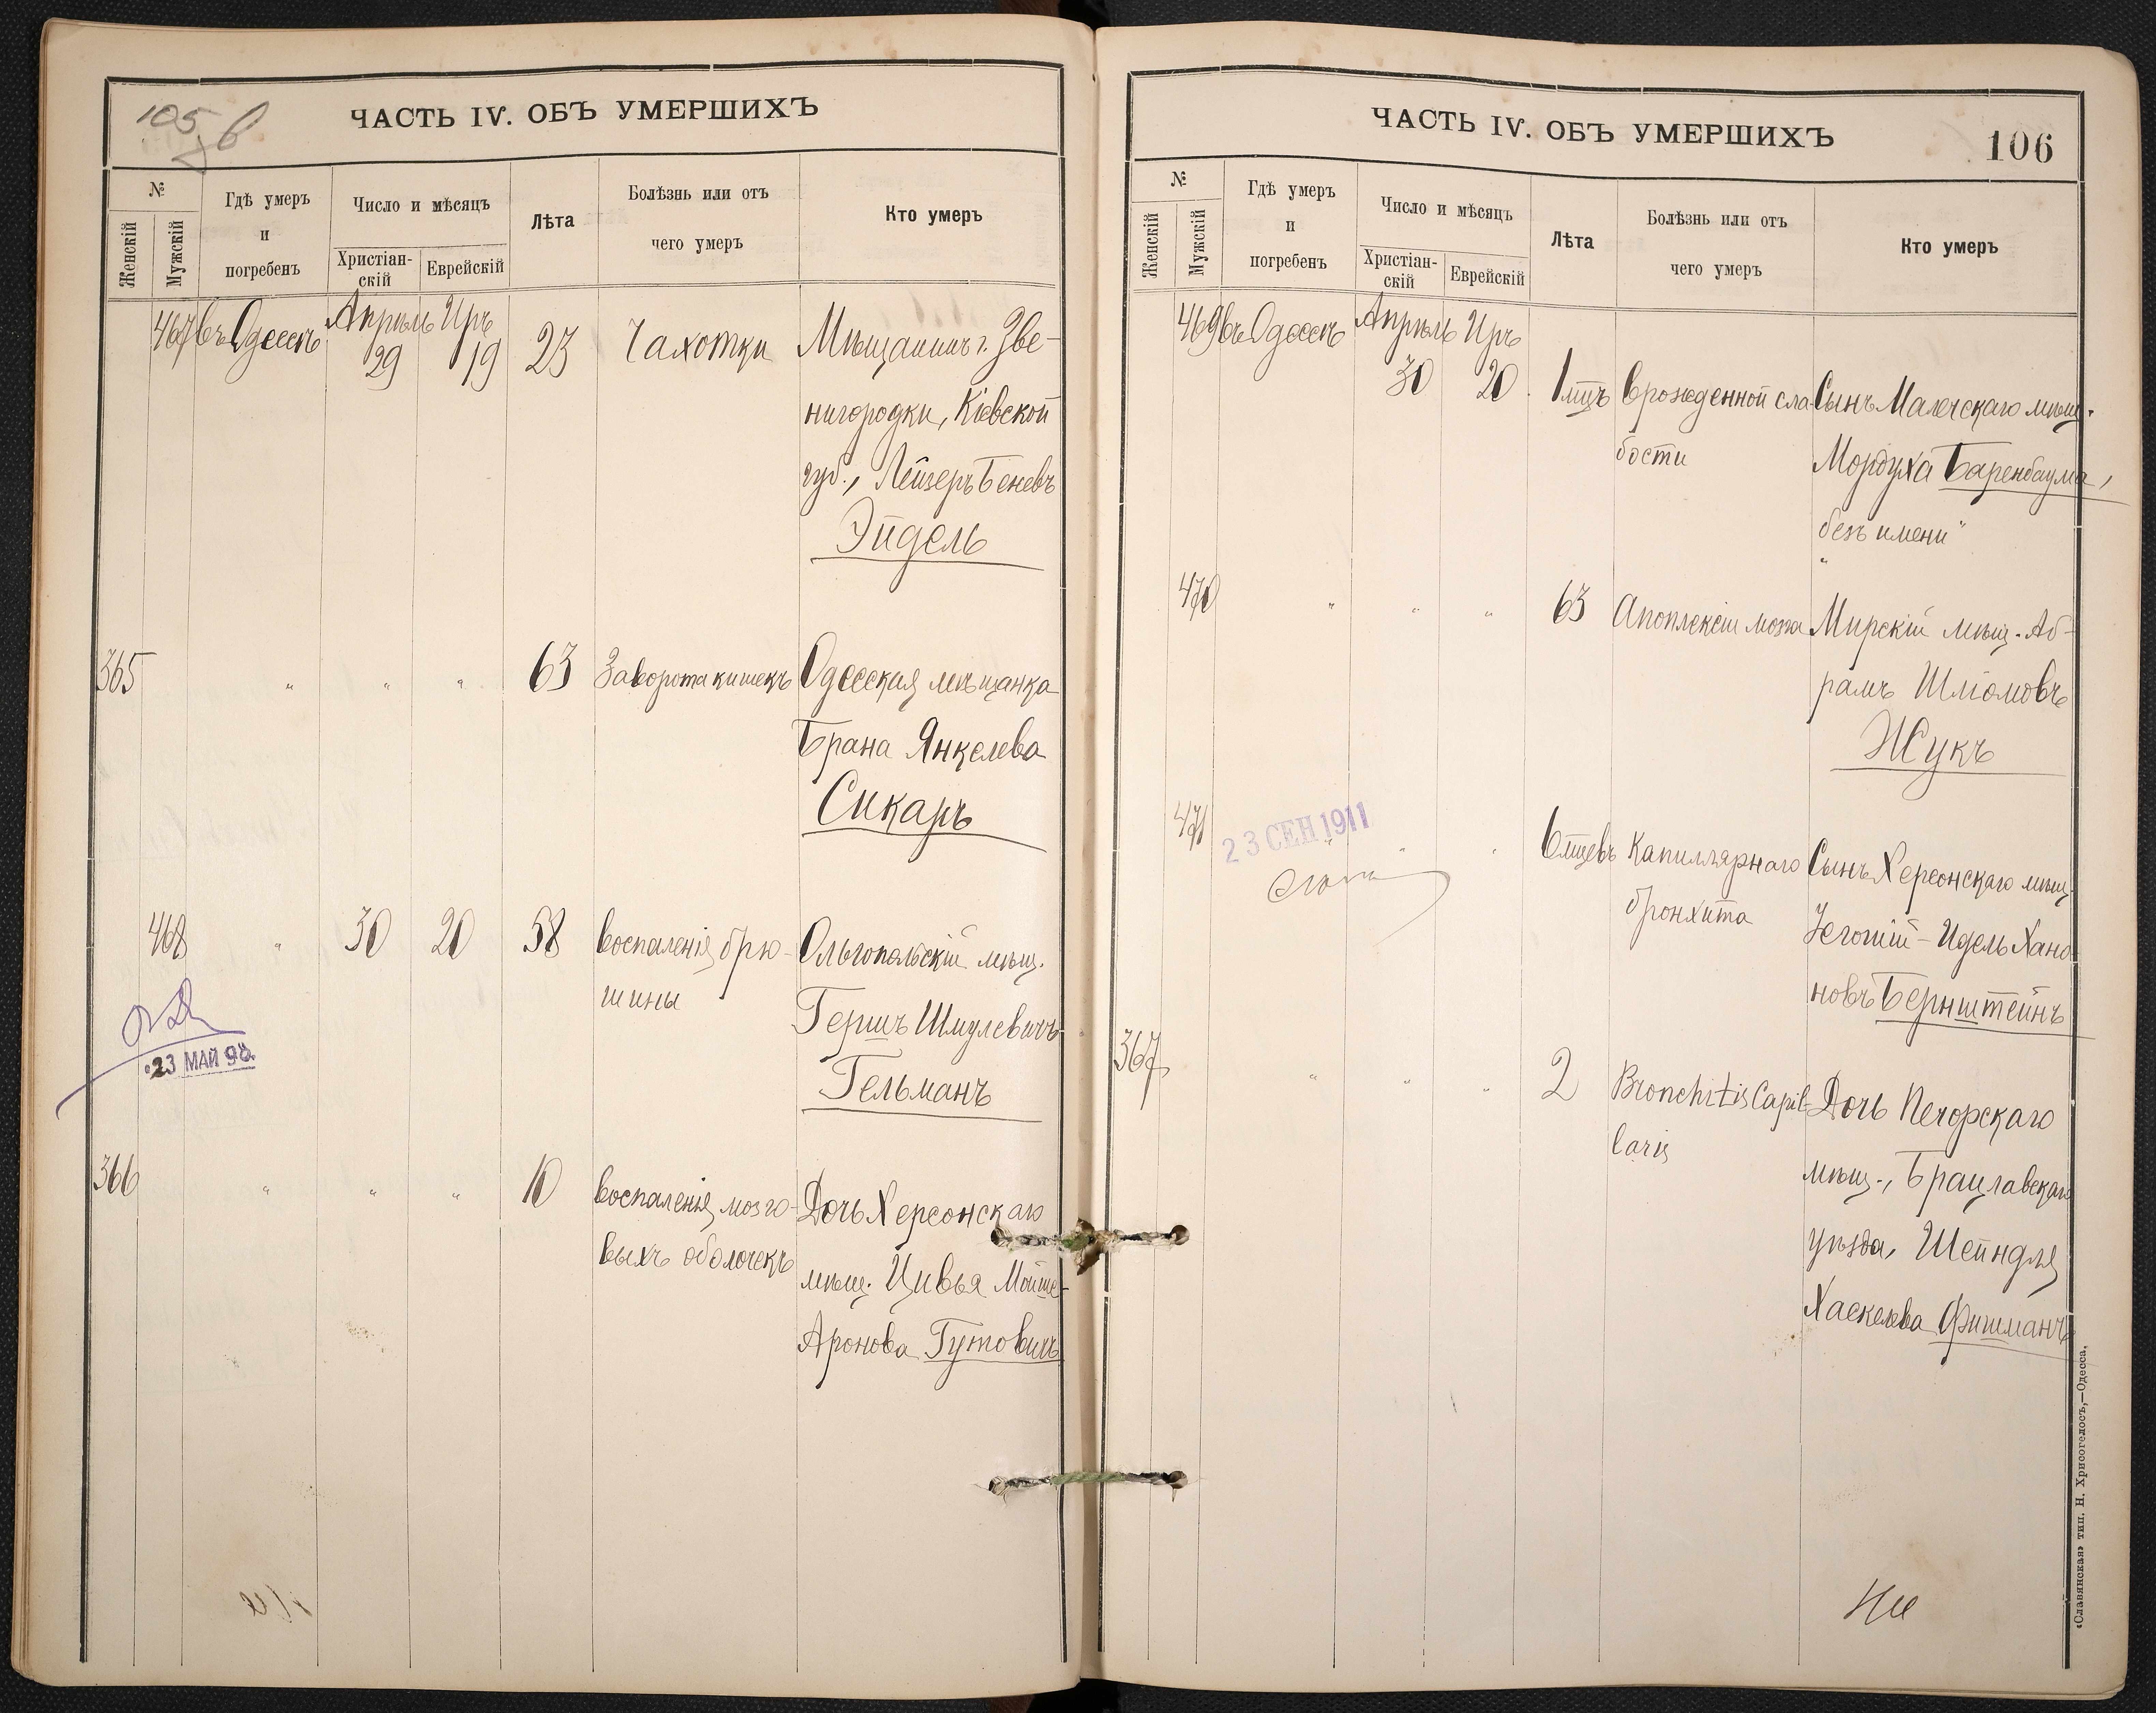 105
ЧАСТЬ IV. ОБЪ УМЕРШИХЪ
№
Женскій
Мужскій
Гдѣ умеръ
и
погребенъ
Число и мѣсяцъ
Христіан-
скій
Еврейскій
Лѣта
Болѣзнь или отъ
чего умеръ
Кто умеръ
467 въ Одессѣ Апрѣль 29 Иръ 19 23 Чахотки Мѣщанинъ г. Зве-
нигородки, Кіевской
губ., Лейзеръ Беневъ
Эйдель
365 " " " 63 Заворота кишекъ Одесская мѣщанка
Брана Янкелева
Сикаръ
468 " 30 20 58 воспаленія брю- Ольгопольскій мѣщ.
шины Гершъ Шмулевичъ
Гельманъ
23 МАЙ 98
366 " " " 10 воспаленія мозго- Дочь Херсонскаго
выхъ оболочекъ мѣщ. Цивья Мойше-
Аронова Гутовичъ
ЧАСТЬ IV. ОБЪ УМЕРШИХЪ
106
№
Женскій
Мужскій
Гдѣ умеръ
и
погребенъ
Число и мѣсяцъ
Христіан-
скій
Еврейскій
Лѣта
Болѣзнь или отъ
чего умеръ
Кто умеръ
469 въ Одессѣ Апрѣль 30 Иръ 20 1 мцъ врожденной сла- Сынъ Малечскаго мѣщ.
бости Мордуха Баренбаума,
безъ имени"
470 " " " 63 Апоплексіи мозга Мирскій мѣщ. Аб-
рамъ Шліомовъ
Жукъ
471 " " " 6 мцевъ Капиллярнаго Сынъ Херсонскаго мѣщ.
бронхита Іегошій-Идель Хано-
новъ Бернштейнъ
23 СЕН 1911
367 " " " 2 Bronchitis Capil- Дочь Печорскаго
laris мѣщ., Брацлавскаго
уѣзда, Шейндля
Хаскелева Фишманъ
«Славянская» тип. Н. Хрисогелосъ,—Одесса.